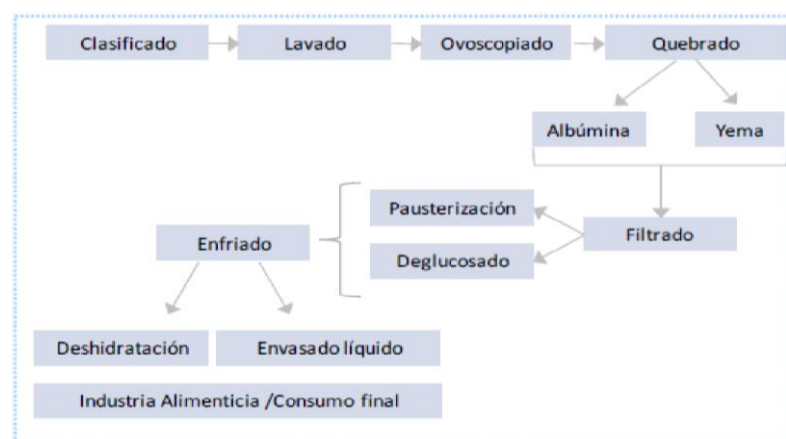 Clasificado
Lavado
Ovoscopiado
Quebrado
Albúmina
Yema
Filtrado
Pausterización
Deglucosado
Enfriado
Deshidratación
Envasado líquido
Industria Alimenticia /Consumo final